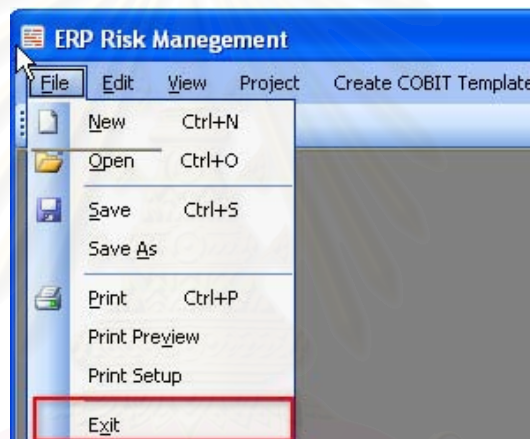 ERP Risk Manegement
File Edit View Project Create COBIT Template
New Ctrl+N
Open Ctrl+O
Save Ctrl+S
Save As
Print Ctrl+P
Print Preview
Print Setup
Exit